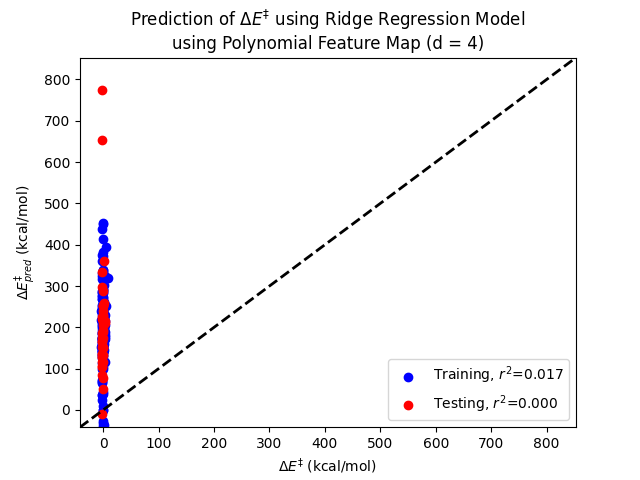 Prediction of ΔE‡ using Ridge Regression Model
using Polynomial Feature Map (d = 4)
ΔE‡pred (kcal/mol)
800
700
600
500
400
300
200
100
0
Training, r²=0.017
Testing, r²=0.000
0 100 200 300 400 500 600 700 800
ΔE‡ (kcal/mol)